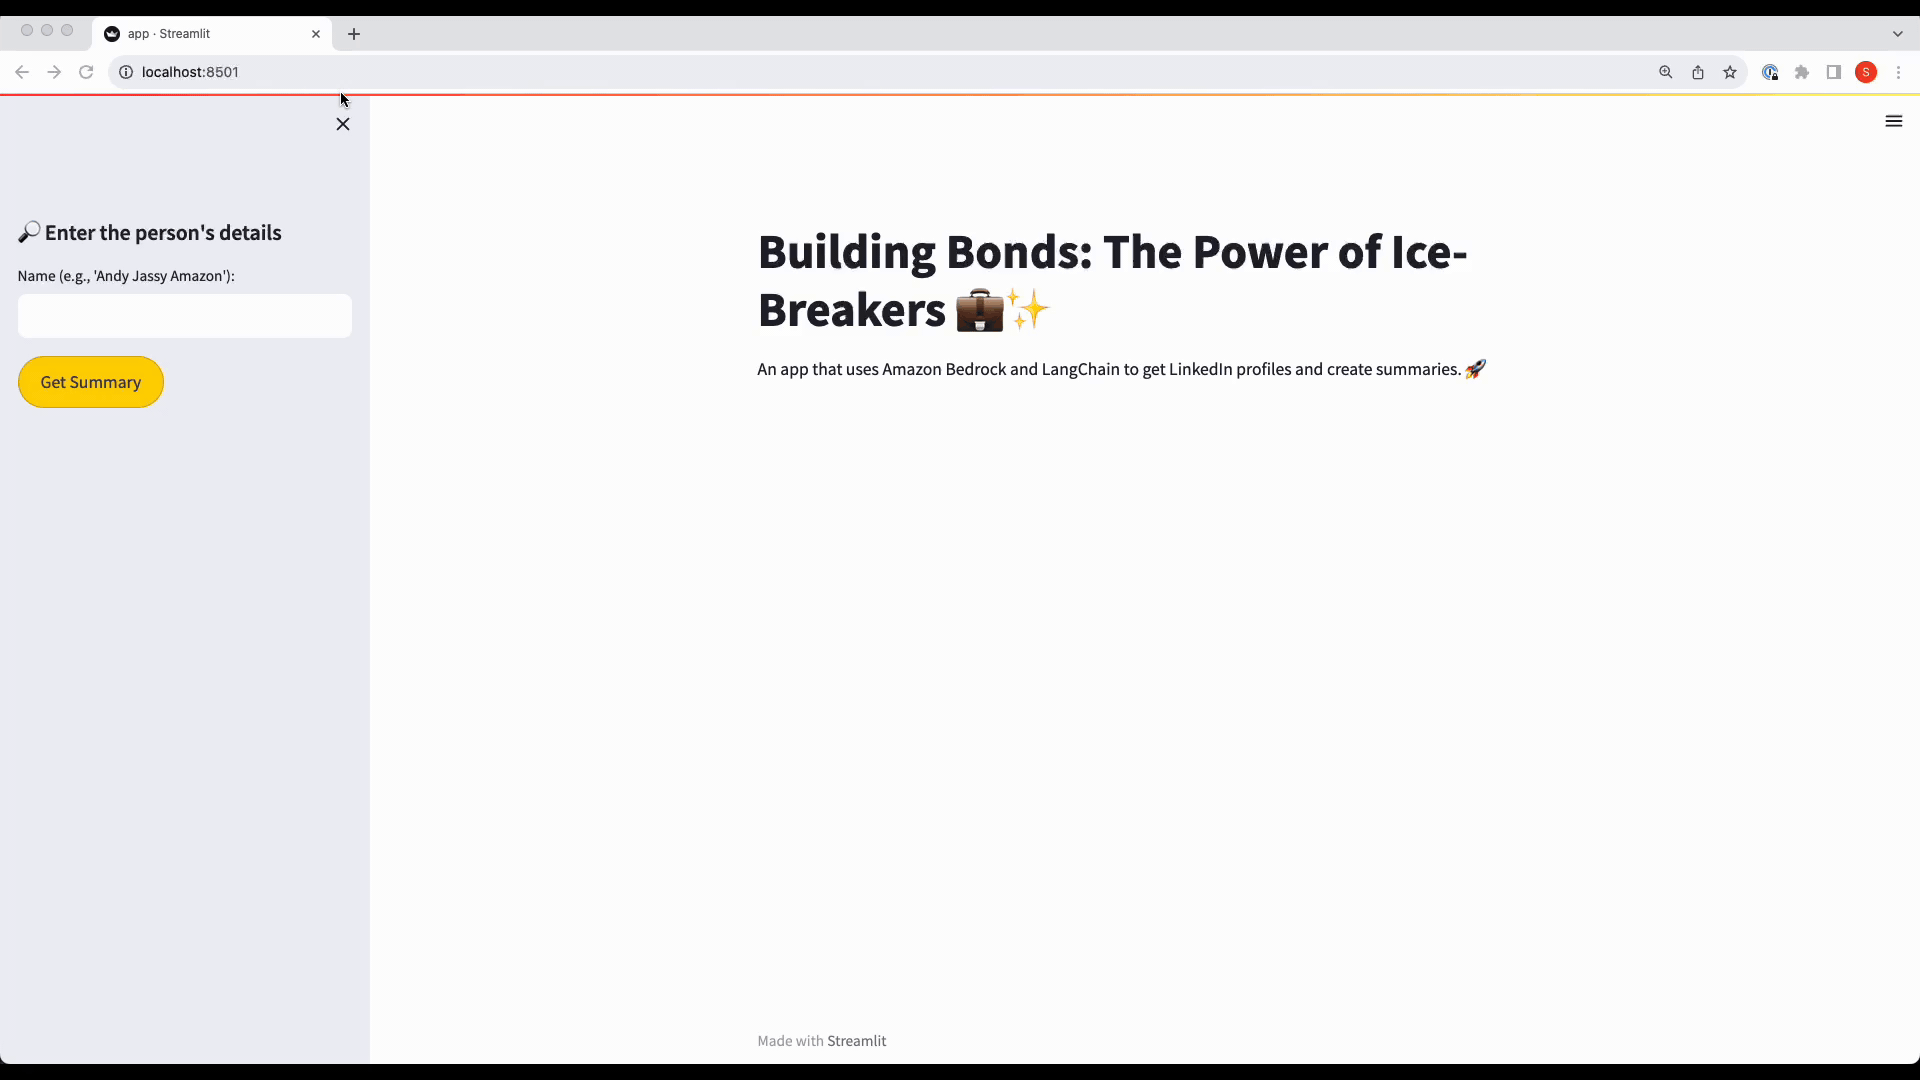 app · Streamlit
localhost:8501
S
🔎 Enter the person's details
Name (e.g., 'Andy Jassy Amazon'):
Get Summary
Building Bonds: The Power of Ice-
Breakers 💼✨
An app that uses Amazon Bedrock and LangChain to get LinkedIn profiles and create summaries. 🚀
Made with Streamlit